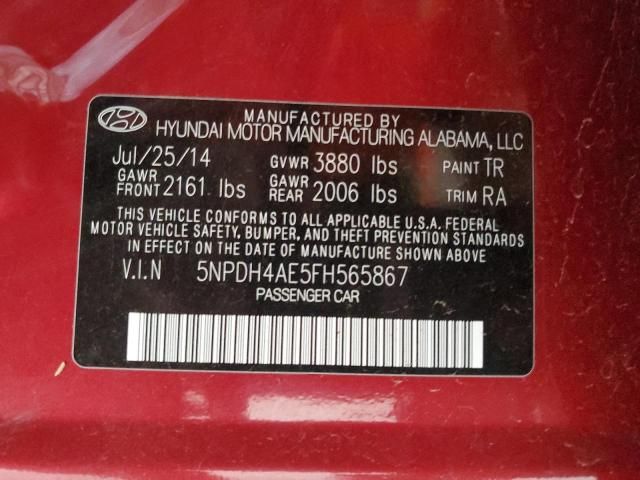 MANUFACTURED BY
HYUNDAI MOTOR MANUFACTURING ALABAMA, LLC
Jul/25/14 GVWR 3880 lbs PAINT TR
GAWR FRONT 2161 lbs GAWR REAR 2006 lbs TRIM RA
THIS VEHICLE CONFORMS TO ALL APPLICABLE U.S.A. FEDERAL
MOTOR VEHICLE SAFETY, BUMPER, AND THEFT PREVENTION STANDARDS
IN EFFECT ON THE DATE OF MANUFACTURE SHOWN ABOVE.
V.I.N 5NPDH4AE5FH565867
PASSENGER CAR